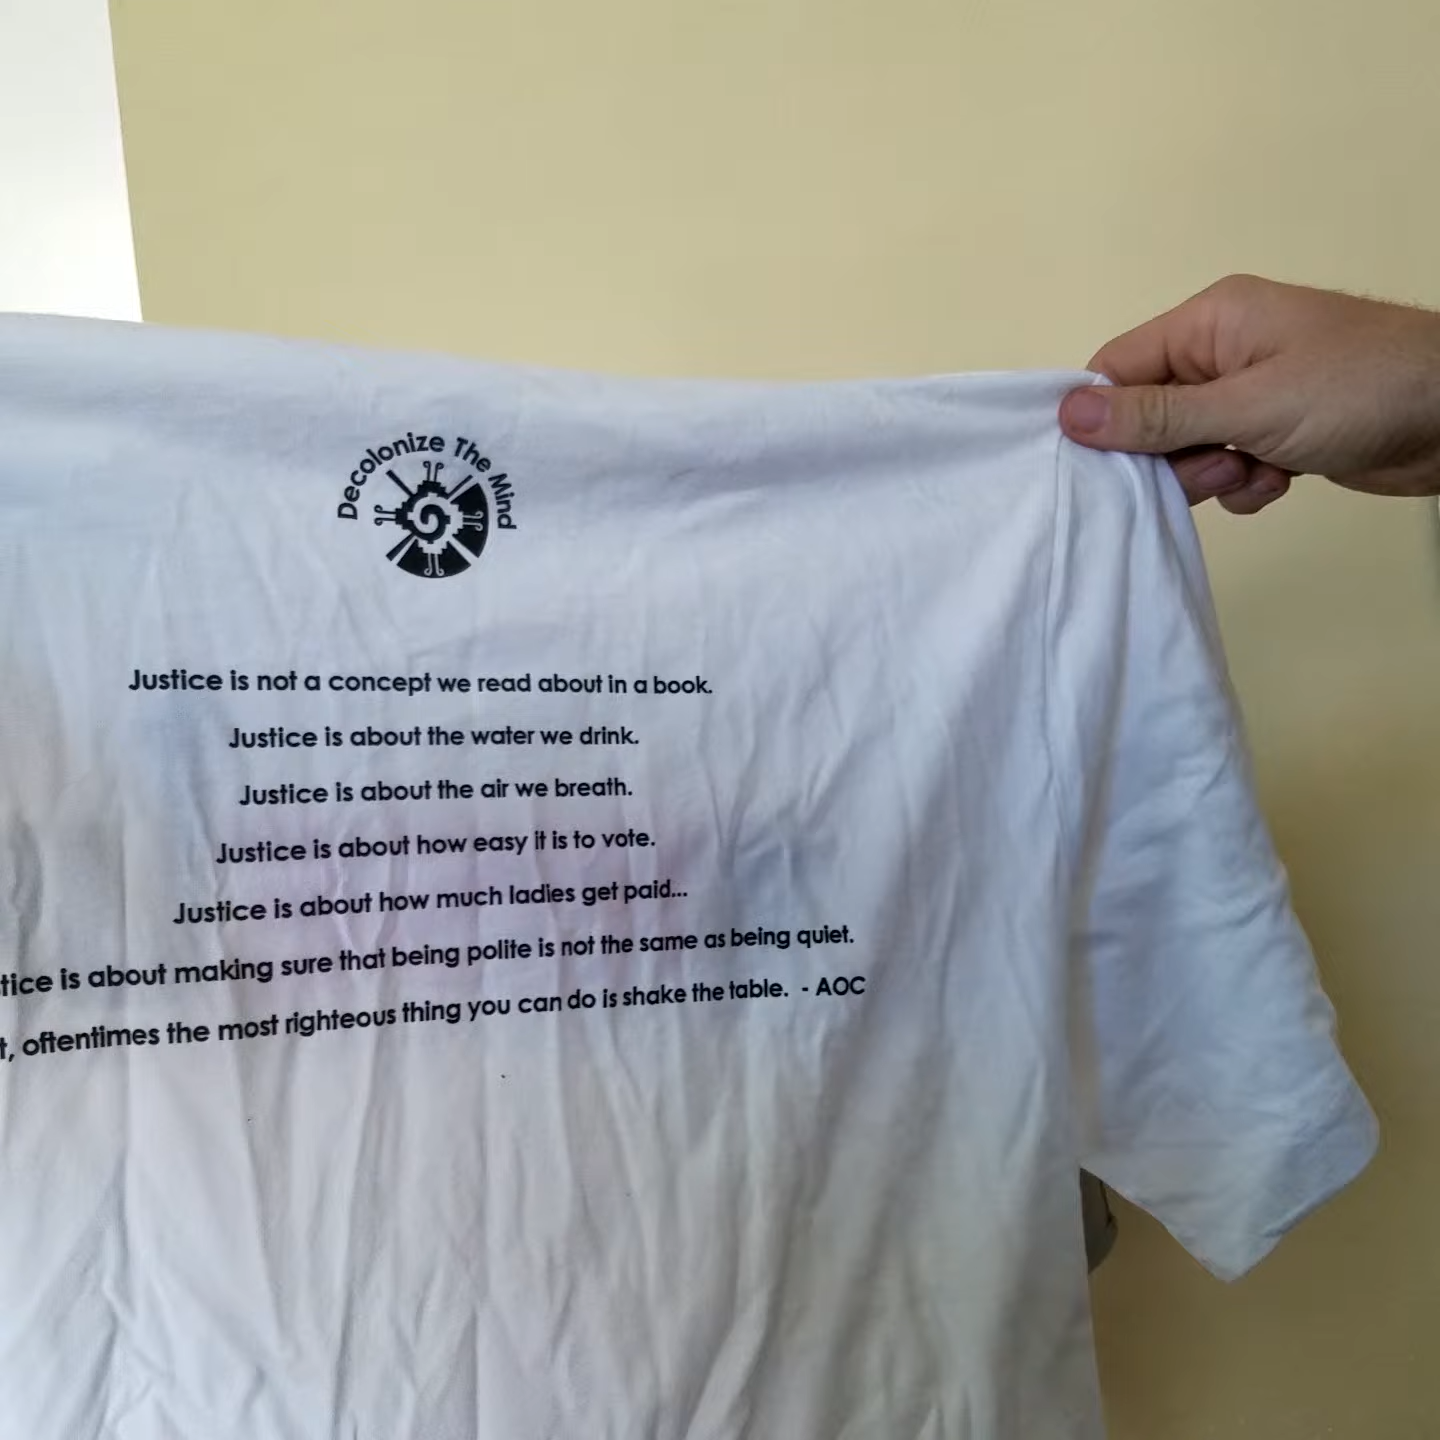 Decolonize The Mind
Justice is not a concept we read about in a book.
Justice is about the water we drink.
Justice is about the air we breath.
Justice is about how easy it is to vote.
Justice is about how much ladies get paid...
tice is about making sure that being polite is not the same as being quiet.
t, oftentimes the most righteous thing you can do is shake the table. - AOC